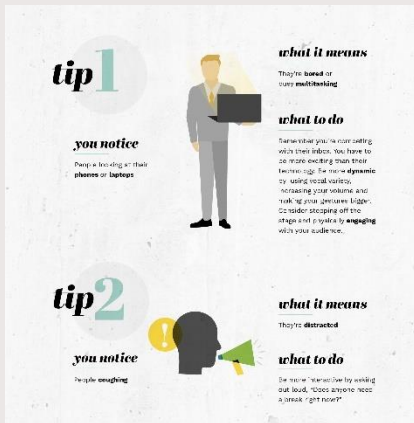 tip 1
you notice
People looking at their
phones or laptops
what it means
They're bored or
busy multitasking
what to do
Remember you're competing
with their inbox. You have to
be more exciting than their
technology. Be more dynamic
by using vocal variety,
increasing your volume and
making your gestures bigger.
Consider stepping off the
stage and physically engaging
with your audience.
tip 2
!
you notice
People coughing
what it means
They're distracted
what to do
Be more interactive by asking
out loud, "Does anyone need
a break right now?"